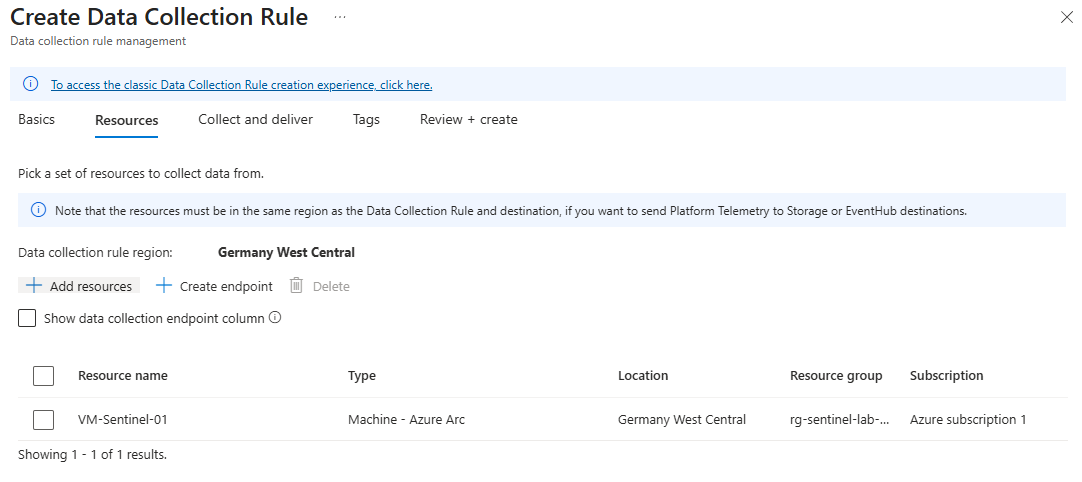 Create Data Collection Rule ...
Data collection rule management
To access the classic Data Collection Rule creation experience, click here.
Basics Resources Collect and deliver Tags Review + create
Pick a set of resources to collect data from.
Note that the resources must be in the same region as the Data Collection Rule and destination, if you want to send Platform Telemetry to Storage or EventHub destinations.
Data collection rule region: Germany West Central
Add resources Create endpoint Delete
Show data collection endpoint column
Resource name Type Location Resource group Subscription
VM-Sentinel-01 Machine - Azure Arc Germany West Central rg-sentinel-lab-... Azure subscription 1
Showing 1 - 1 of 1 results.